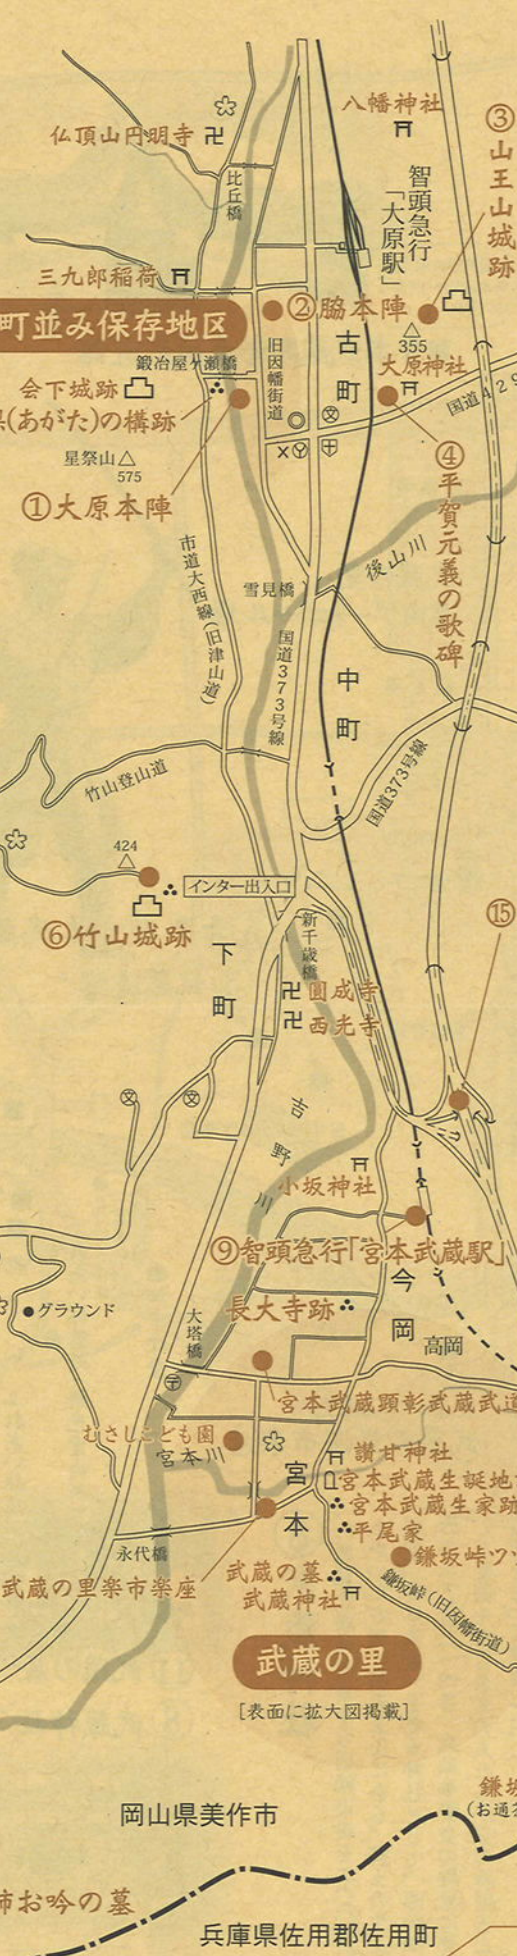 八幡神社
③山王山城跡
仏頂山円明寺
比丘橋
智頭急行
「大原駅」
三九郎稲荷
②脇本陣
町並み保存地区
古町
355
鍛冶屋ヶ瀬橋
旧因幡街道
大原神社
会下城跡
(あがた)の構跡
国道429
星祭山
575
①大原本陣
④平賀元義の歌碑
市道大西線(旧津山道)
後山川
雪見橋
国道373号線
中町
竹山登山道
国道373号線
424
インター出入口
⑥竹山城跡
⑮
新千歳橋
下町
圓成寺
西光寺
吉野川
小坂神社
⑨智頭急行「宮本武蔵駅」
今岡
長大寺跡
グラウンド
大塔橋
高岡
宮本武蔵顕彰武蔵武道
むさしこども園
宮本川
讃甘神社
宮本武蔵生誕地
宮本
宮本武蔵生家跡
平尾家
永代橋
鎌坂峠ツ
武蔵の里楽市楽座
武蔵の墓
武蔵神社
鎌坂峠(旧因幡街道)
武蔵の里
[表面に拡大図掲載]
鎌坂
(お通
岡山県美作市
お吟の墓
兵庫県佐用郡佐用町